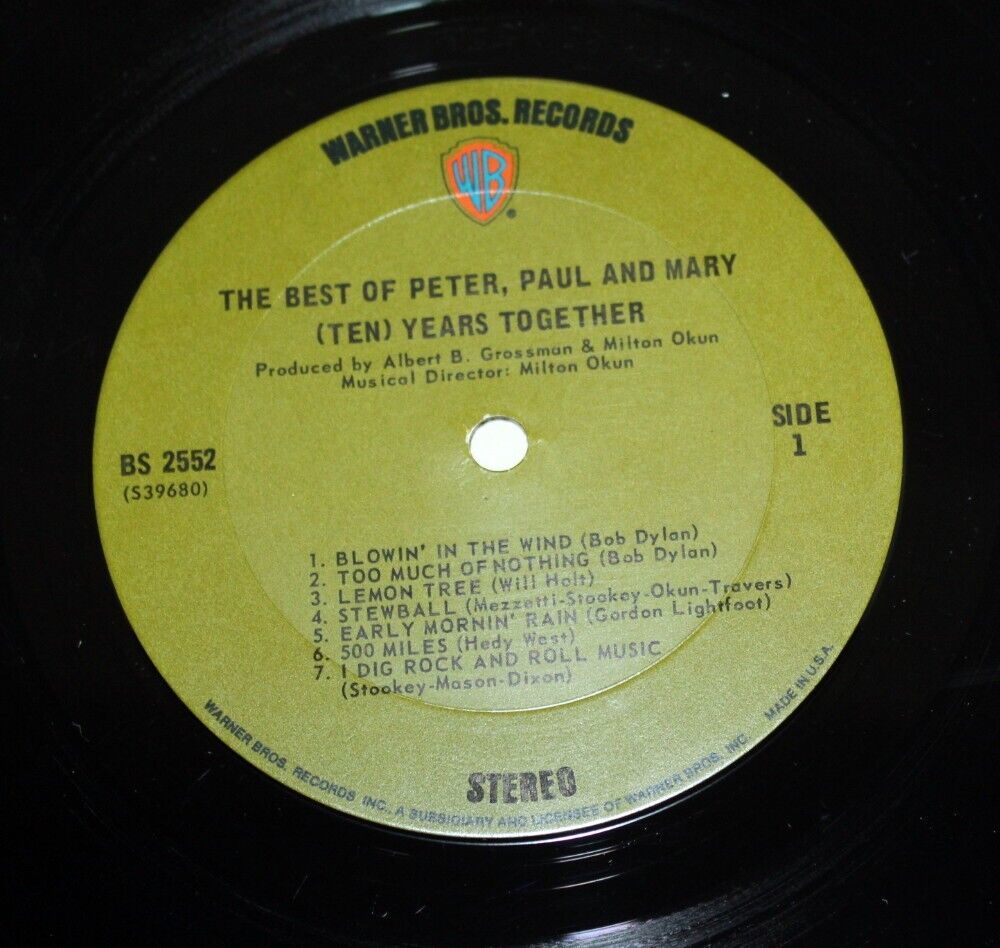 WARNER BROS. RECORDS
WB
®
THE BEST OF PETER, PAUL AND MARY
(TEN) YEARS TOGETHER
Produced by Albert B. Grossman & Milton Okun
Musical Director: Milton Okun
SIDE
1
BS 2552
(S39680)
1. BLOWIN' IN THE WIND (Bob Dylan)
2. TOO MUCH OF NOTHING (Bob Dylan)
3. LEMON TREE (Will Holt)
4. STEWBALL (Mezzetti-Stookey-Okun-Travers)
5. EARLY MORNIN' RAIN (Gordon Lightfoot)
6. 500 MILES (Hedy West)
7. I DIG ROCK AND ROLL MUSIC
(Stookey-Mason-Dixon)
STEREO
WARNER BROS. RECORDS INC. A SUBSIDIARY AND LICENSEE OF WARNER BROS. INC. MADE IN U.S.A.